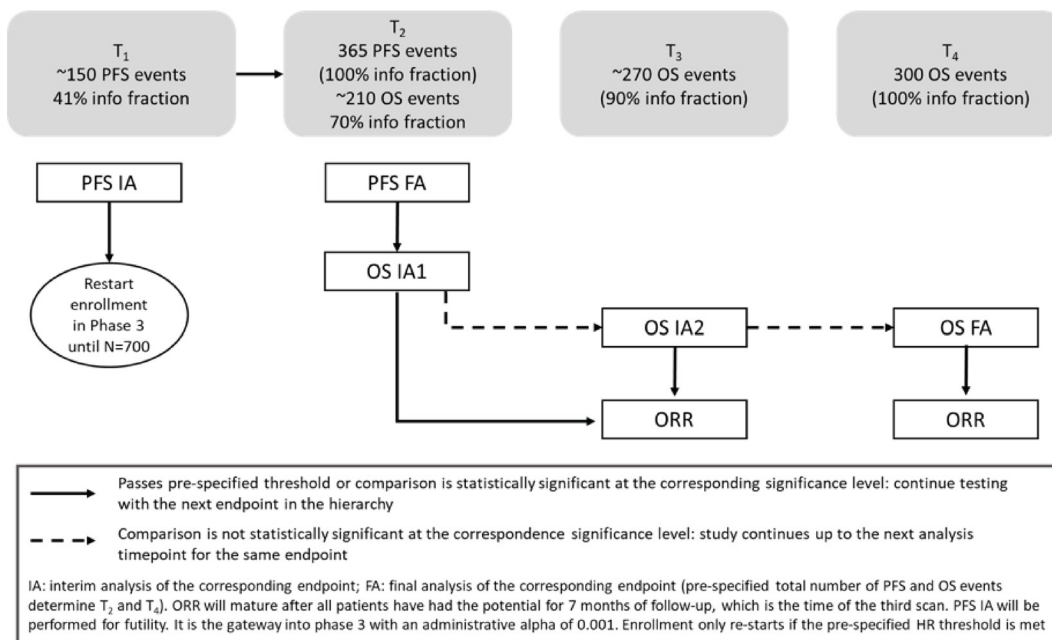 T1
~150 PFS events
41% info fraction
T2
365 PFS events
(100% info fraction)
~210 OS events
70% info fraction
T3
~270 OS events
(90% info fraction)
T4
300 OS events
(100% info fraction)
PFS IA
PFS FA
OS IA1
Restart
enrollment
in Phase 3
until N=700
OS IA2
OS FA
ORR
ORR
Passes pre-specified threshold or comparison is statistically significant at the corresponding significance level: continue testing
with the next endpoint in the hierarchy
Comparison is not statistically significant at the correspondence significance level: study continues up to the next analysis
timepoint for the same endpoint
IA: interim analysis of the corresponding endpoint; FA: final analysis of the corresponding endpoint (pre-specified total number of PFS and OS events
determine T2 and T4). ORR will mature after all patients have had the potential for 7 months of follow-up, which is the time of the third scan. PFS IA will be
performed for futility. It is the gateway into phase 3 with an administrative alpha of 0.001. Enrollment only re-starts if the pre-specified HR threshold is met